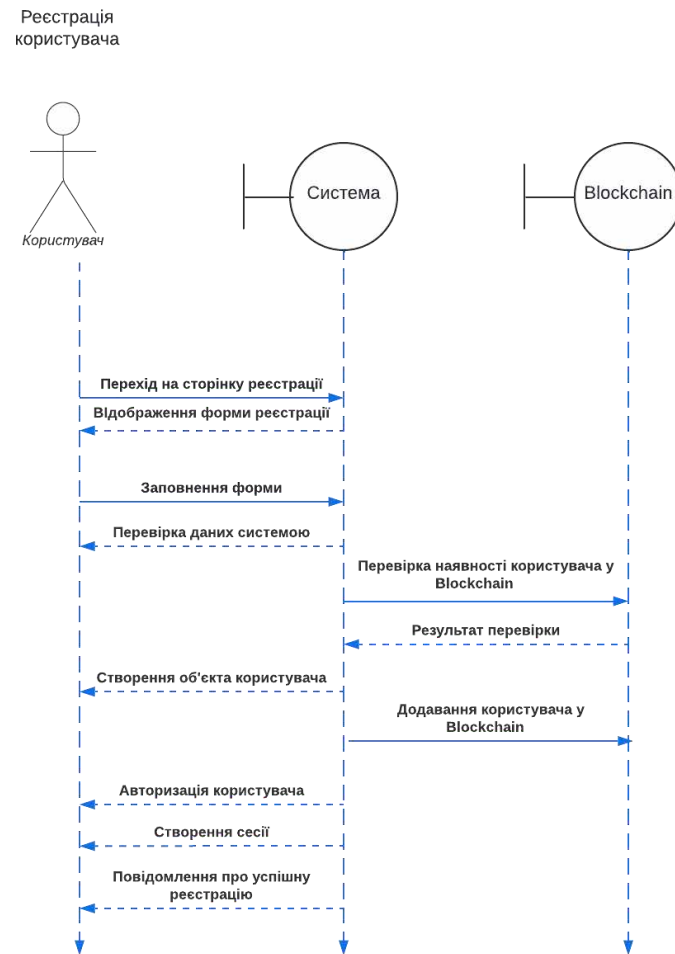 Реєстрація
користувача
Користувач
Система
Blockchain
Перехід на сторінку реєстрації
ВІдображення форми реєстрації
Заповнення форми
Перевірка даних системою
Перевірка наявності користувача у
Blockchain
Результат перевірки
Створення об'єкта користувача
Додавання користувача у
Blockchain
Авторизація користувача
Створення сесії
Повідомлення про успішну
реєстрацію